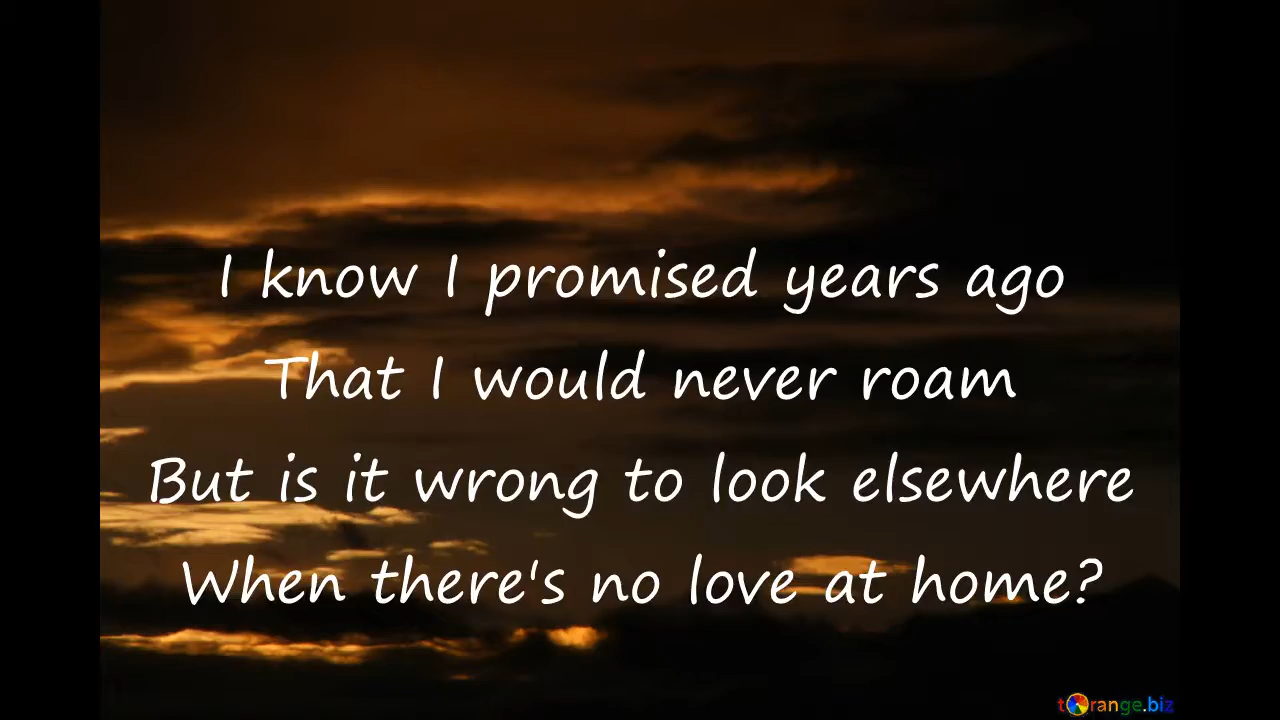 I know I promised years ago
That I would never roam
But is it wrong to look elsewhere
When there's no love at home?
torange.biz